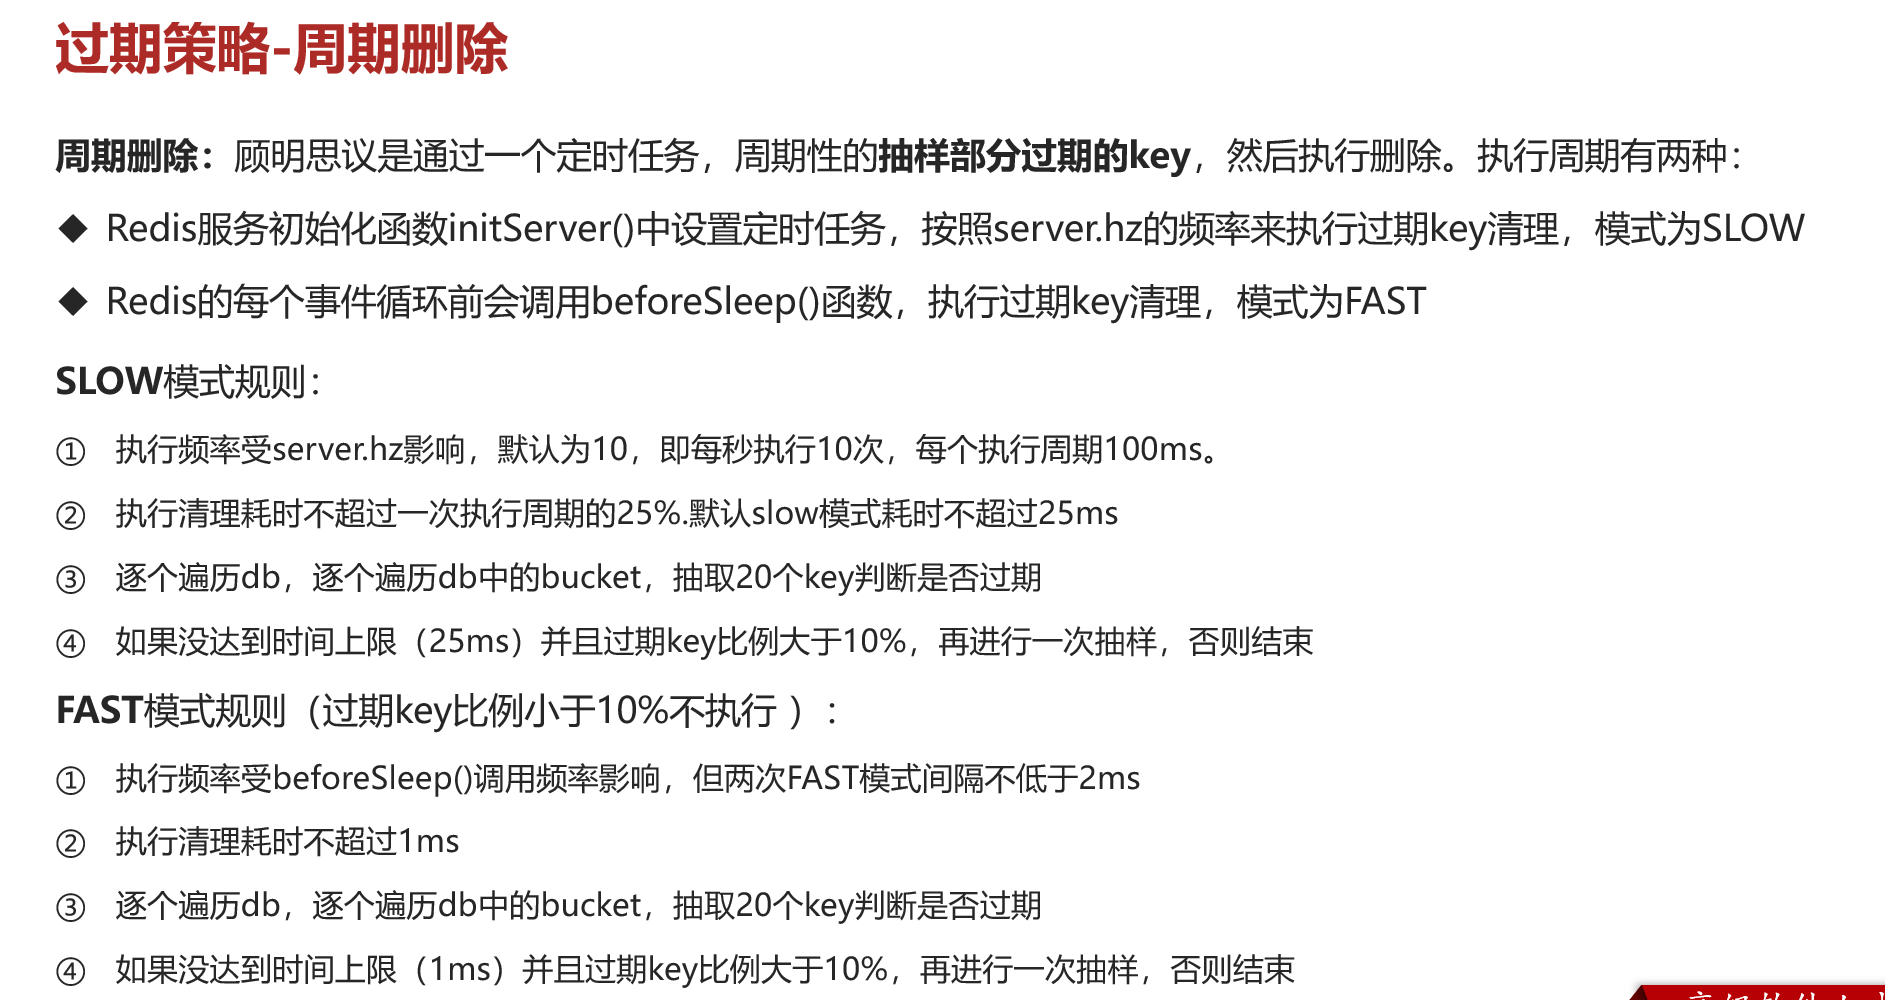 过期策略-周期删除
周期删除：顾明思议是通过一个定时任务，周期性的抽样部分过期的key，然后执行删除。执行周期有两种：
◆ Redis服务初始化函数initServer()中设置定时任务，按照server.hz的频率来执行过期key清理，模式为SLOW
◆ Redis的每个事件循环前会调用beforeSleep()函数，执行过期key清理，模式为FAST
SLOW模式规则：
① 执行频率受server.hz影响，默认为10，即每秒执行10次，每个执行周期100ms。
② 执行清理耗时不超过一次执行周期的25%.默认slow模式耗时不超过25ms
③ 逐个遍历db，逐个遍历db中的bucket，抽取20个key判断是否过期
④ 如果没达到时间上限（25ms）并且过期key比例大于10%，再进行一次抽样，否则结束
FAST模式规则（过期key比例小于10%不执行 ）：
① 执行频率受beforeSleep()调用频率影响，但两次FAST模式间隔不低于2ms
② 执行清理耗时不超过1ms
③ 逐个遍历db，逐个遍历db中的bucket，抽取20个key判断是否过期
④ 如果没达到时间上限（1ms）并且过期key比例大于10%，再进行一次抽样，否则结束